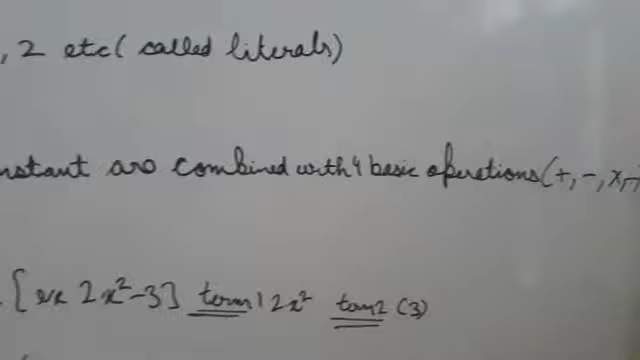 , 2 etc( called literals)
nstant are combined with 4 basic operations(+, -, x,
[ex 2x²-3] term 1 2x² term 2 (3)